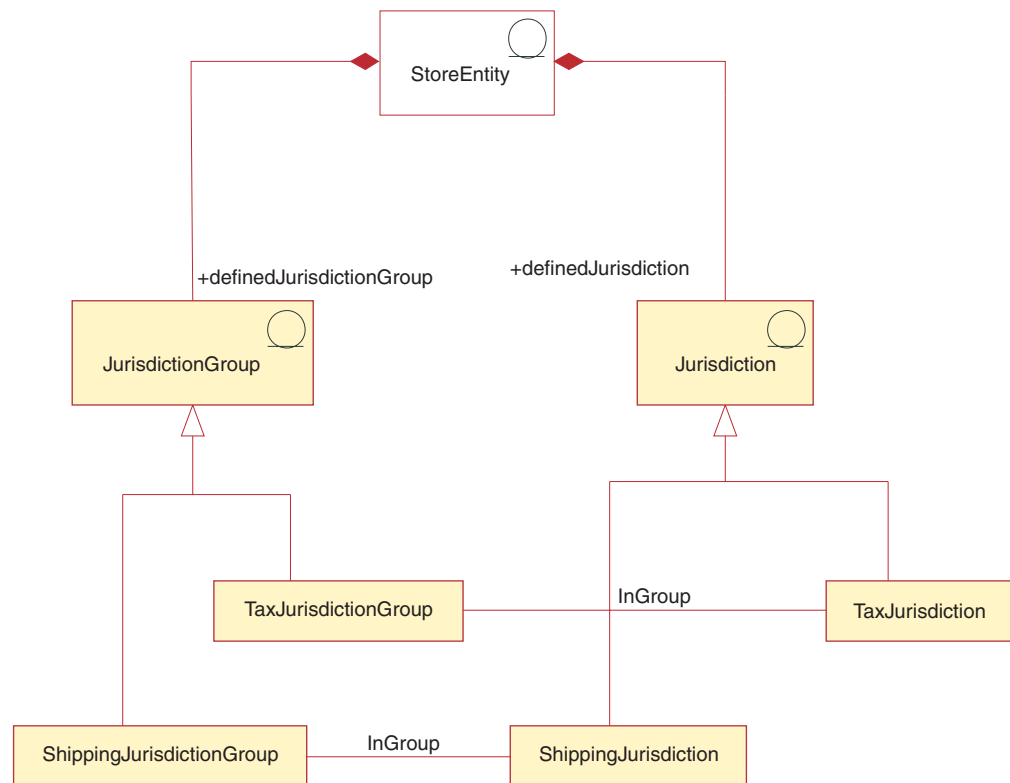 StoreEntity
+definedJurisdictionGroup
+definedJurisdiction
JurisdictionGroup
Jurisdiction
TaxJurisdictionGroup
InGroup
TaxJurisdiction
ShippingJurisdictionGroup
InGroup
ShippingJurisdiction